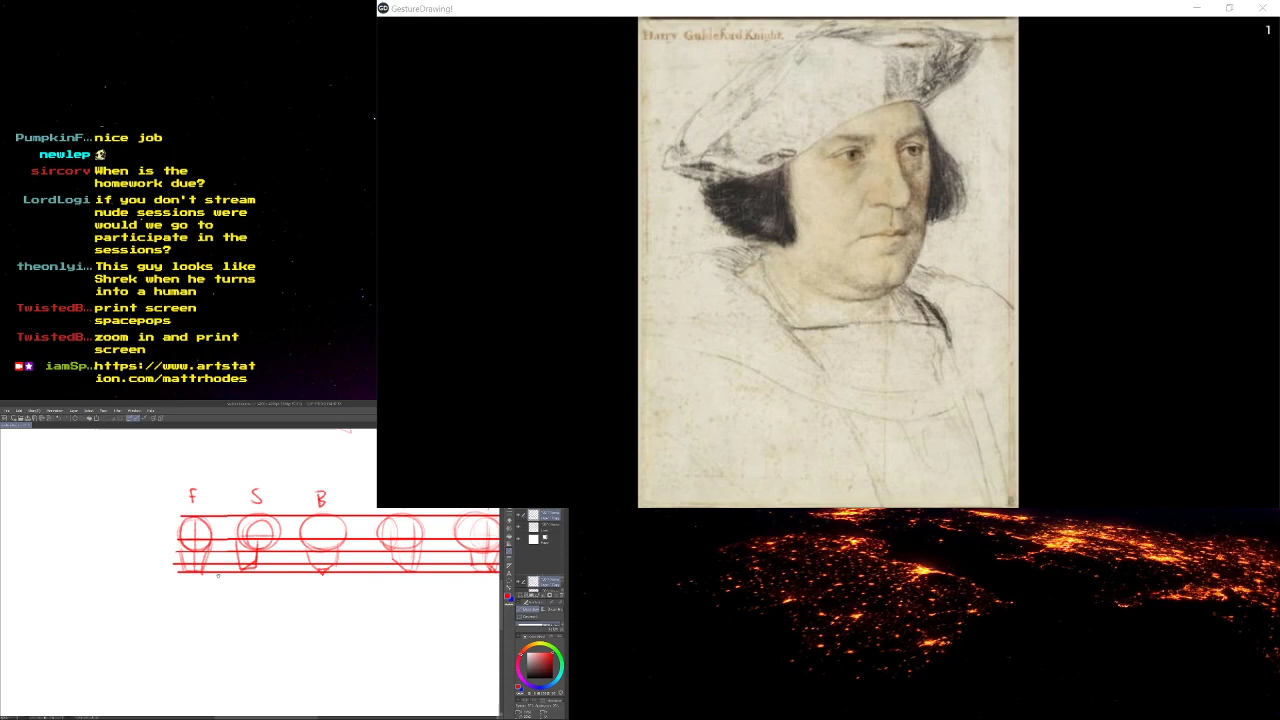 GestureDrawing!
1
Harry Guldeford Knight
PumpkinF… nice job
newlep
sircorv When is the
homework due?
LordLogi if you don't stream
nude sessions were
would we go to
participate in the
sessions?
theonlyi… This guy looks like
Shrek when he turns
into a human
TwistedB… print screen
spacepops
TwistedB… zoom in and print
screen
iamSp… https://www.artstat
ion.com/mattrhodes
F S B